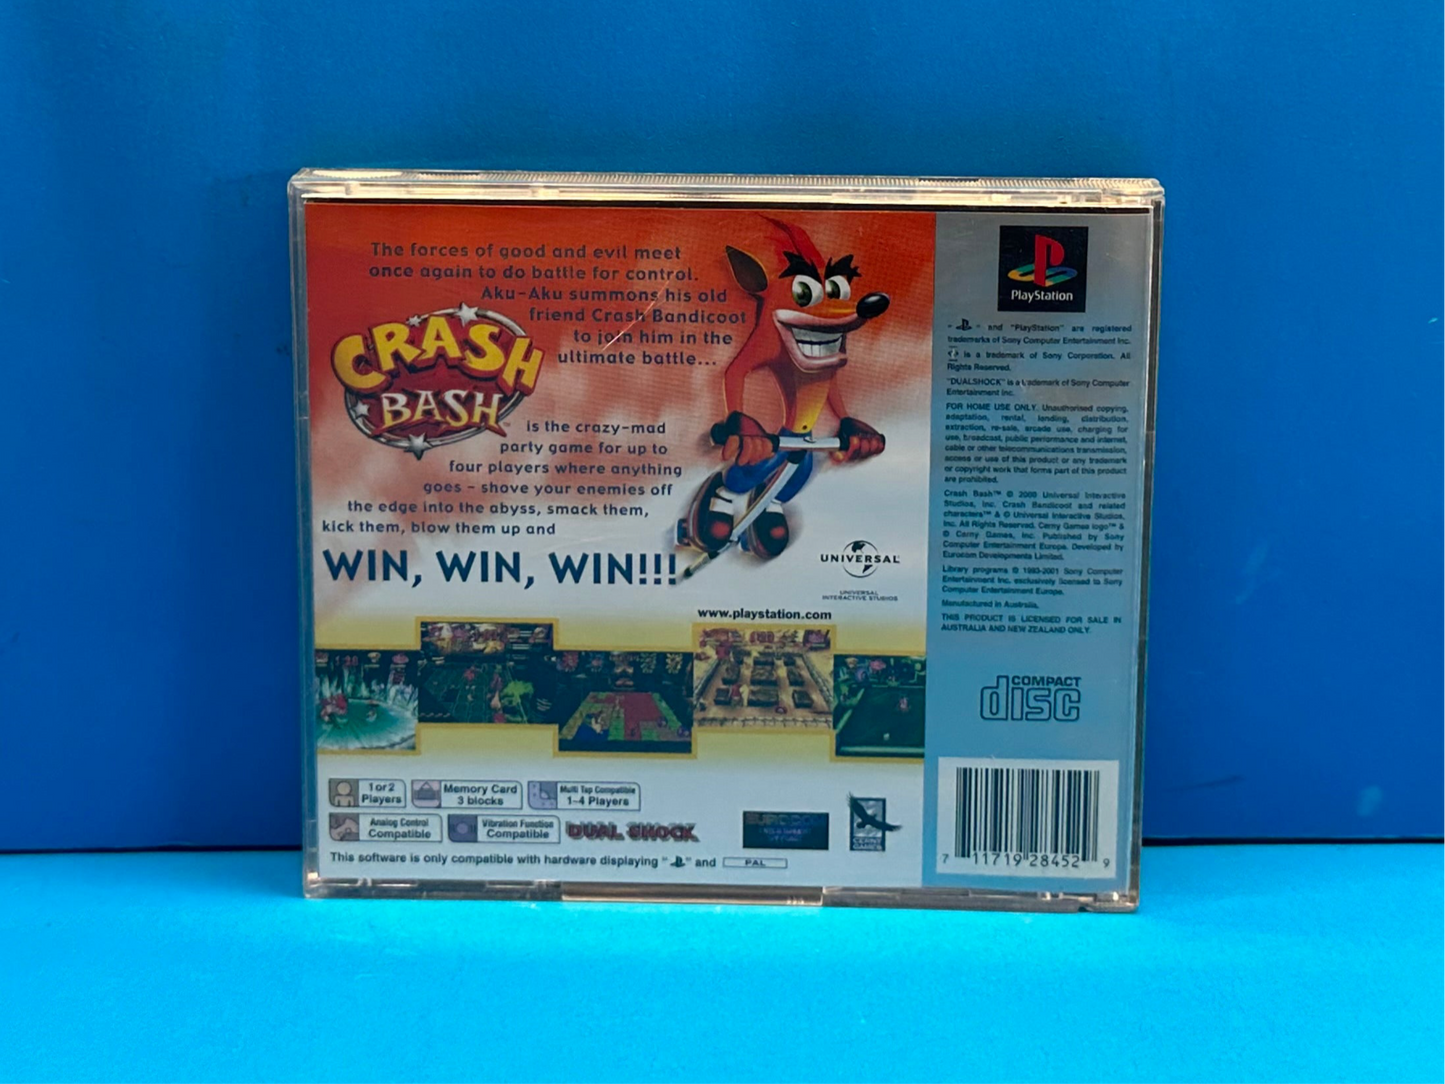 The forces of good and evil meet
once again to do battle for control.
Aku-Aku summons his old
friend Crash Bandicoot
to join him in the
ultimate battle...
CRASH
BASH™
is the crazy-mad
party game for up to
four players where anything
goes - shove your enemies off
the edge into the abyss, smack them,
kick them, blow them up and
WIN, WIN, WIN!!!
UNIVERSAL
UNIVERSAL
INTERACTIVE STUDIOS
www.playstation.com
1 or 2
Players
Memory Card
3 blocks
Multi Tap Compatible
1-4 Players
Analog Control
Compatible
Vibration Function
Compatible
DUAL SHOCK
EUROCOM
CERNY
GAMES
This software is only compatible with hardware displaying " " and PAL
PlayStation
" " and "PlayStation" are registered
trademarks of Sony Computer Entertainment Inc.
is a trademark of Sony Corporation. All
Rights Reserved.
"DUALSHOCK" is a trademark of Sony Computer
Entertainment Inc.
FOR HOME USE ONLY. Unauthorised copying,
adaptation, rental, lending, distribution,
extraction, re-sale, arcade use, charging for
use, broadcast, public performance and internet,
cable or other telecommunications transmission,
access or use of this product or any trademark
or copyright work that forms part of this product
are prohibited.
Crash Bash™ © 2000 Universal Interactive
Studios, Inc. Crash Bandicoot and related
characters™ & © Universal Interactive Studios,
Inc. All Rights Reserved. Cerny Games logo™ &
© Cerny Games, Inc. Published by Sony
Computer Entertainment Europe. Developed by
Eurocom Developments Limited.
Library programs © 1993-2001 Sony Computer
Entertainment Inc. exclusively licensed to Sony
Computer Entertainment Europe.
Manufactured in Australia.
THIS PRODUCT IS LICENSED FOR SALE IN
AUSTRALIA AND NEW ZEALAND ONLY.
COMPACT
disc
7 11719 28452 9